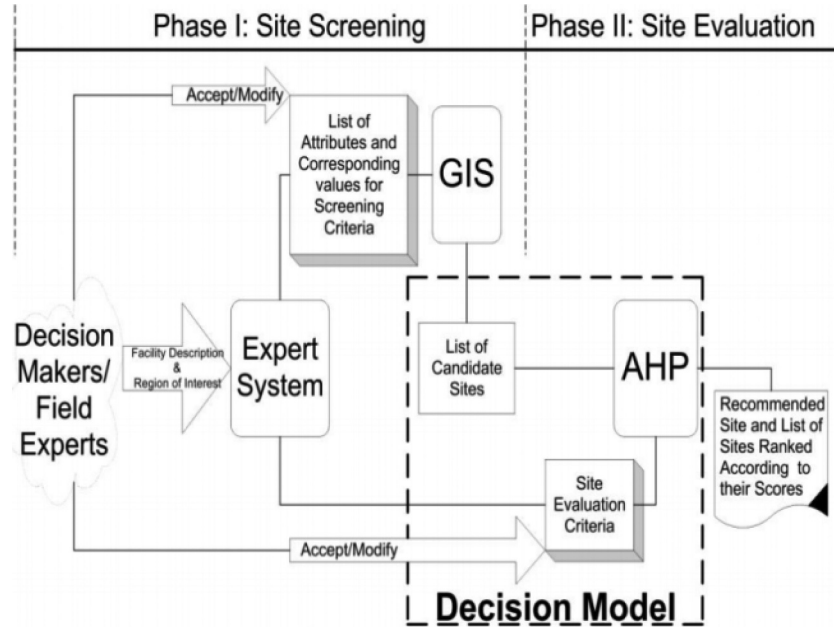 Phase I: Site Screening
Phase II: Site Evaluation
Accept/Modify
List of
Attributes and
Corresponding
values for
Screening
Criteria
GIS
Decision
Makers/
Field
Experts
Facility Description
&
Region of Interest
Expert
System
List of
Candidate
Sites
AHP
Recommended
Site and List of
Sites Ranked
According to
their Scores
Site
Evaluation
Criteria
Accept/Modify
Decision Model